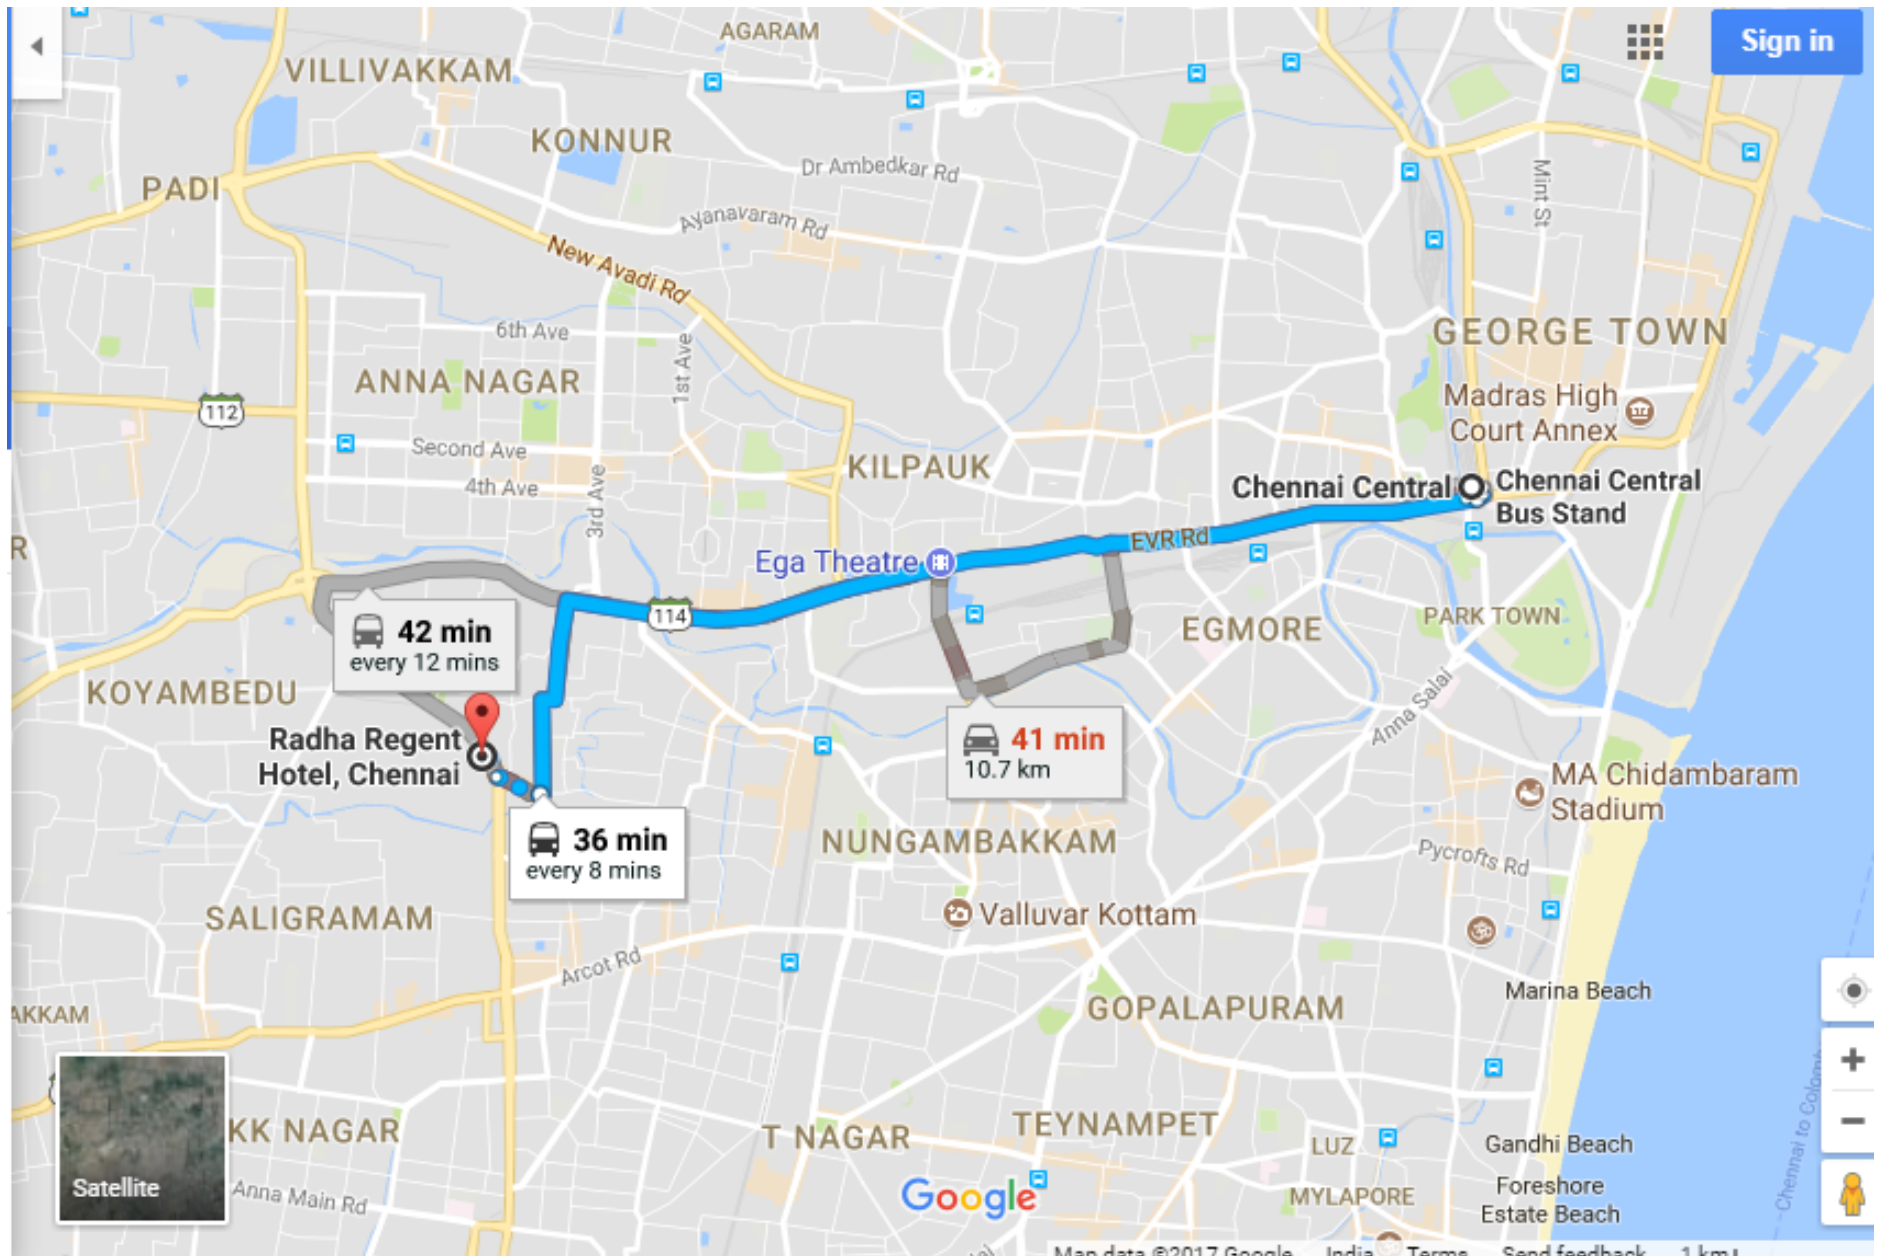 AGARAM
Sign in
VILLIVAKKAM
KONNUR
Dr Ambedkar Rd
PADI
Mint St
Ayanavaram Rd
New Avadi Rd
6th Ave
GEORGE TOWN
1st Ave
ANNA NAGAR
Madras High
Court Annex
112
Second Ave
KILPAUK
4th Ave
3rd Ave
Chennai Central
Chennai Central
Bus Stand
R
EVR Rd
Ega Theatre
114
42 min
every 12 mins
EGMORE
PARK TOWN
KOYAMBEDU
Anna Salai
Radha Regent
Hotel, Chennai
41 min
10.7 km
MA Chidambaram
Stadium
36 min
every 8 mins
NUNGAMBAKKAM
Pycrofts Rd
SALIGRAMAM
Valluvar Kottam
Arcot Rd
Marina Beach
GOPALAPURAM
AKKAM
KK NAGAR
T NAGAR
TEYNAMPET
LUZ
Gandhi Beach
Chennai to Colomb
Satellite
Anna Main Rd
Google
MYLAPORE
Foreshore
Estate Beach
Map data ©2017 Google India Terms Send feedback 1 km